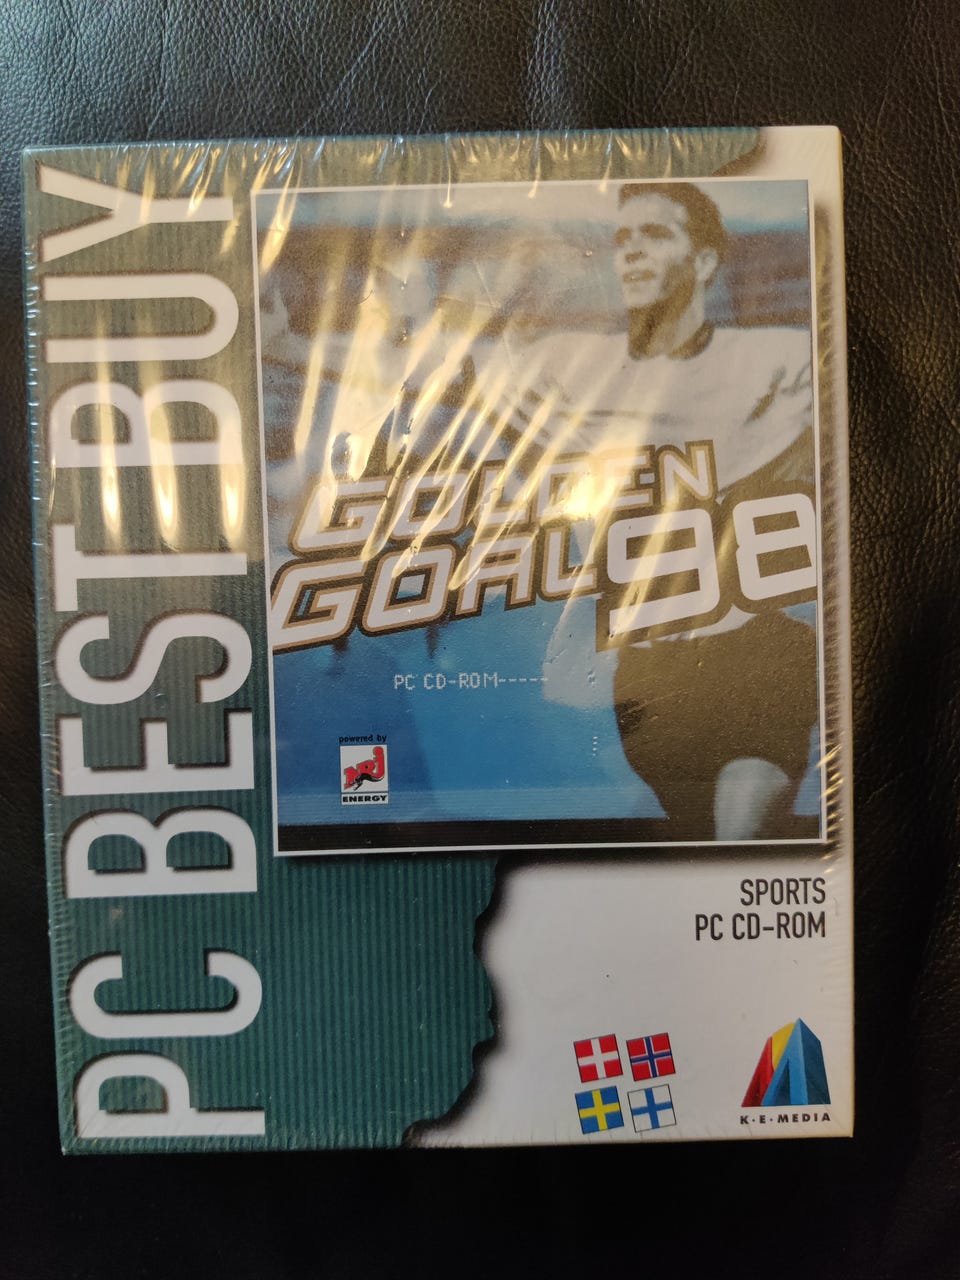 PC BEST BUY
GOLDEN
GOAL 98
PC CD-ROM-----
powered by
NRJ
ENERGY
SPORTS
PC CD-ROM
K·E·MEDIA